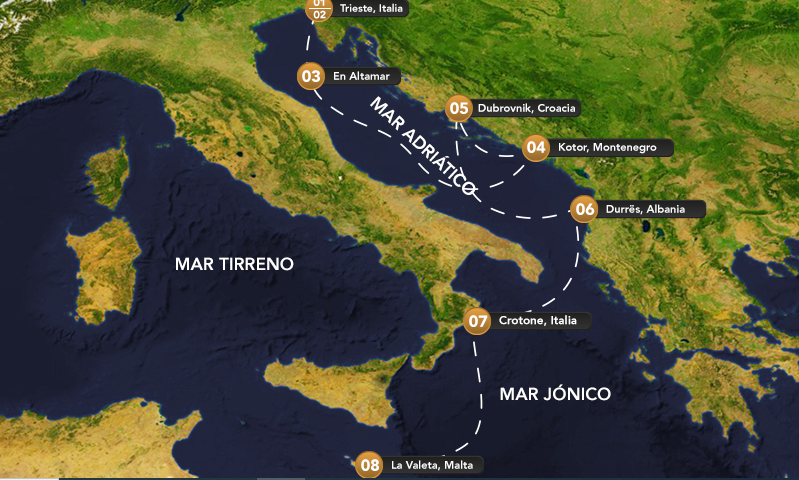 01
02
Trieste, Italia
03 En Altamar
05 Dubrovnik, Croacia
MAR ADRIÁTICO
04 Kotor, Montenegro
06 Durrës, Albania
MAR TIRRENO
07 Crotone, Italia
MAR JÓNICO
08 La Valeta, Malta